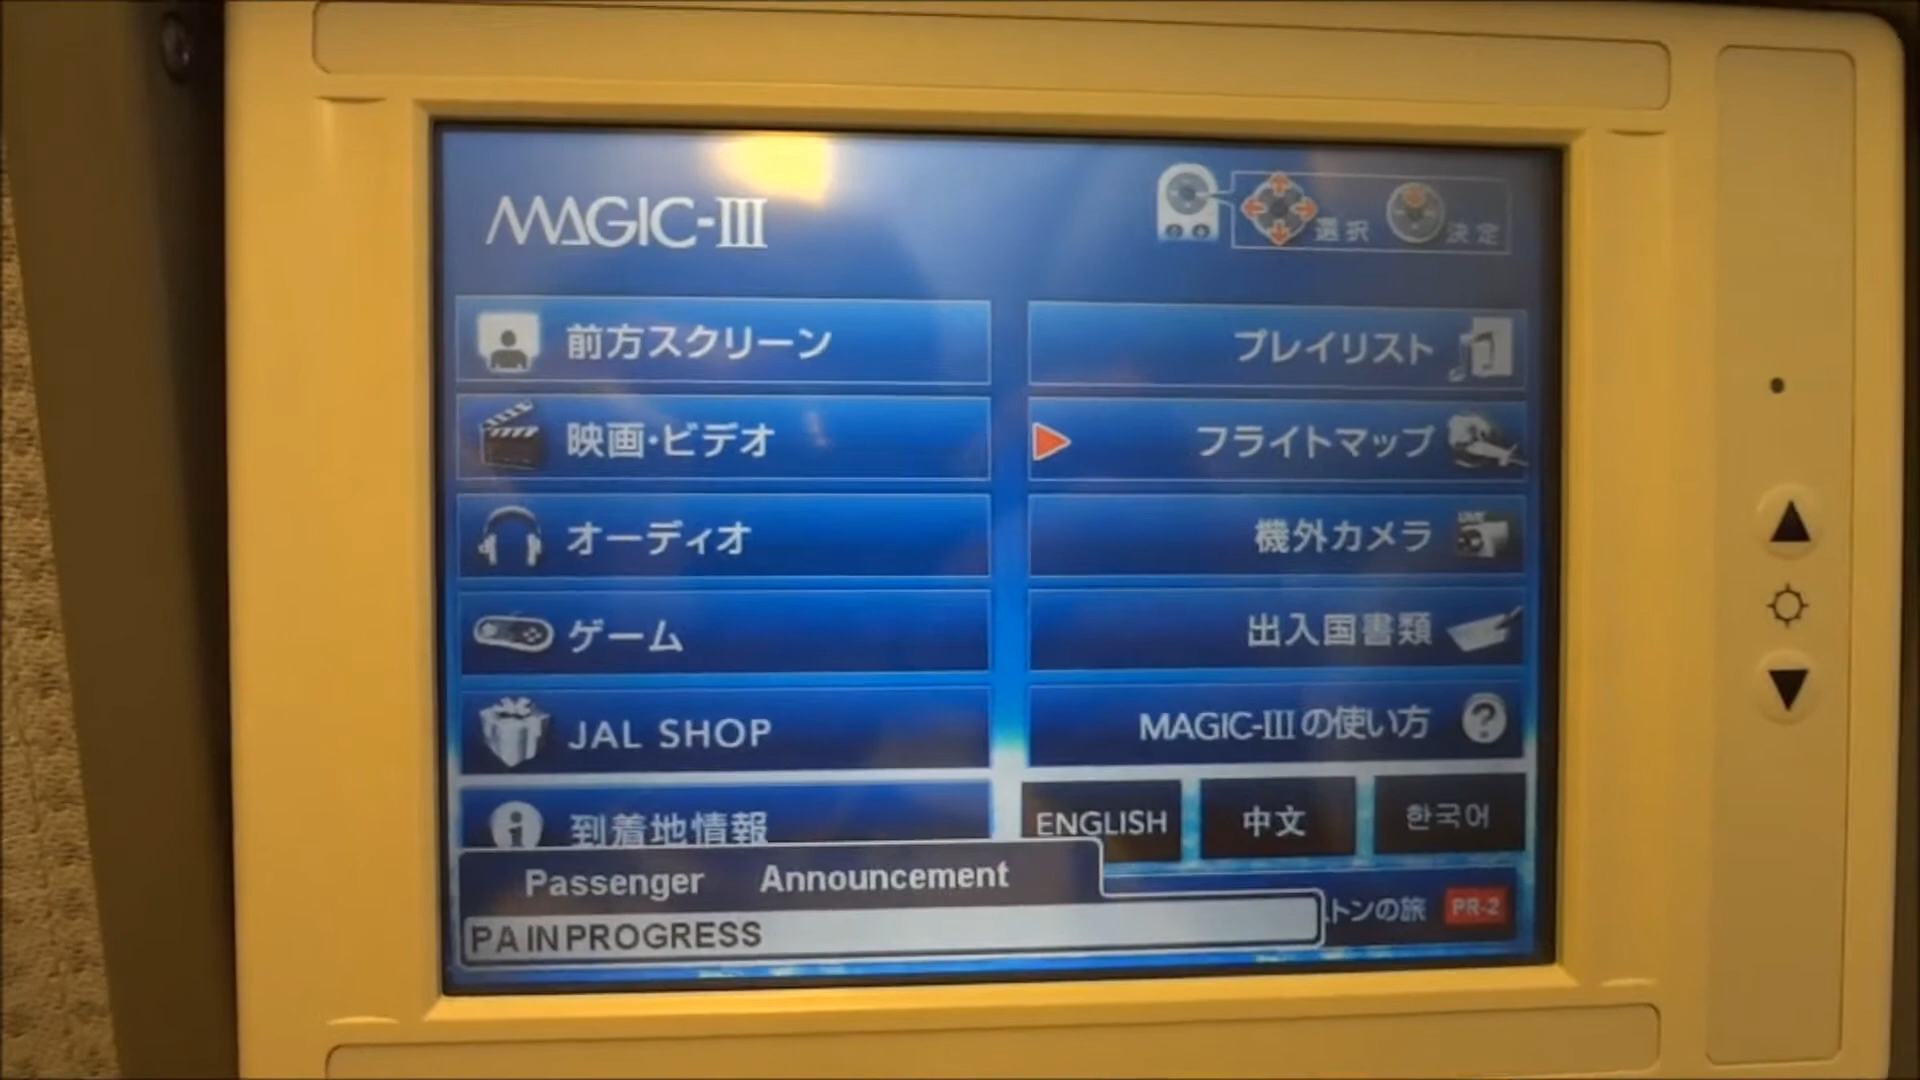 MAGIC-III
選択 決定
前方スクリーン
映画・ビデオ
オーディオ
ゲーム
JAL SHOP
到着地情報
プレイリスト
フライトマップ
機外カメラ
出入国書類
MAGIC-IIIの使い方
ENGLISH 中文 한국어
Passenger Announcement
PA IN PROGRESS
トンの旅 PR-2